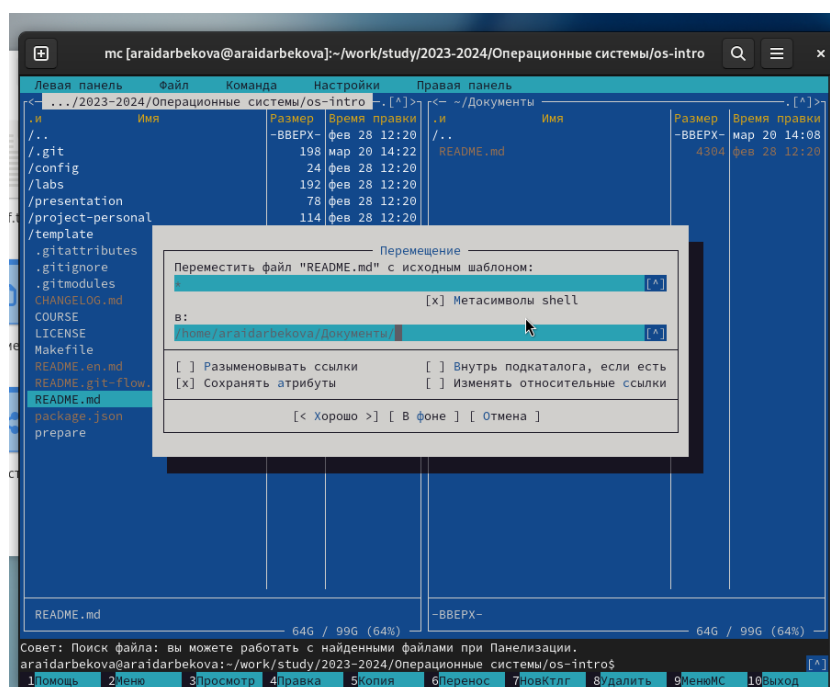 mc [araidarbekova@araidarbekova]:~/work/study/2023-2024/Операционные системы/os-intro
Левая панель Файл Команда Настройки Правая панель
<— .../2023-2024/Операционные системы/os-intro —.[^]>
.и Имя Размер Время правки
/.. -ВВЕРХ- фев 28 12:20
/.git 198 мар 20 14:22
/config 24 фев 28 12:20
/labs 192 фев 28 12:20
/presentation 78 фев 28 12:20
/project-personal 114 фев 28 12:20
/template
.gitattributes
.gitignore
.gitmodules
CHANGELOG.md
COURSE
LICENSE
Makefile
README.en.md
README.git-flow.
README.md
package.json
prepare
README.md
64G / 99G (64%)
<— ~/Документы —.[^]>
.и Имя Размер Время правки
/.. -ВВЕРХ- мар 20 14:08
README.md 4304 фев 28 12:20
-ВВЕРХ-
64G / 99G (64%)
Перемещение
Переместить файл "README.md" с исходным шаблоном:
* [^]
[x] Метасимволы shell
в:
/home/araidarbekova/Документы/ [^]
[ ] Разыменовывать ссылки [ ] Внутрь подкаталога, если есть
[x] Сохранять атрибуты [ ] Изменять относительные ссылки
[< Хорошо >] [ В фоне ] [ Отмена ]
Совет: Поиск файла: вы можете работать с найденными файлами при Панелизации.
araidarbekova@araidarbekova:~/work/study/2023-2024/Операционные системы/os-intro$ [^]
1Помощь 2Меню 3Просмотр 4Правка 5Копия 6Перенос 7НовКтлг 8Удалить 9МенюМС 10Выход